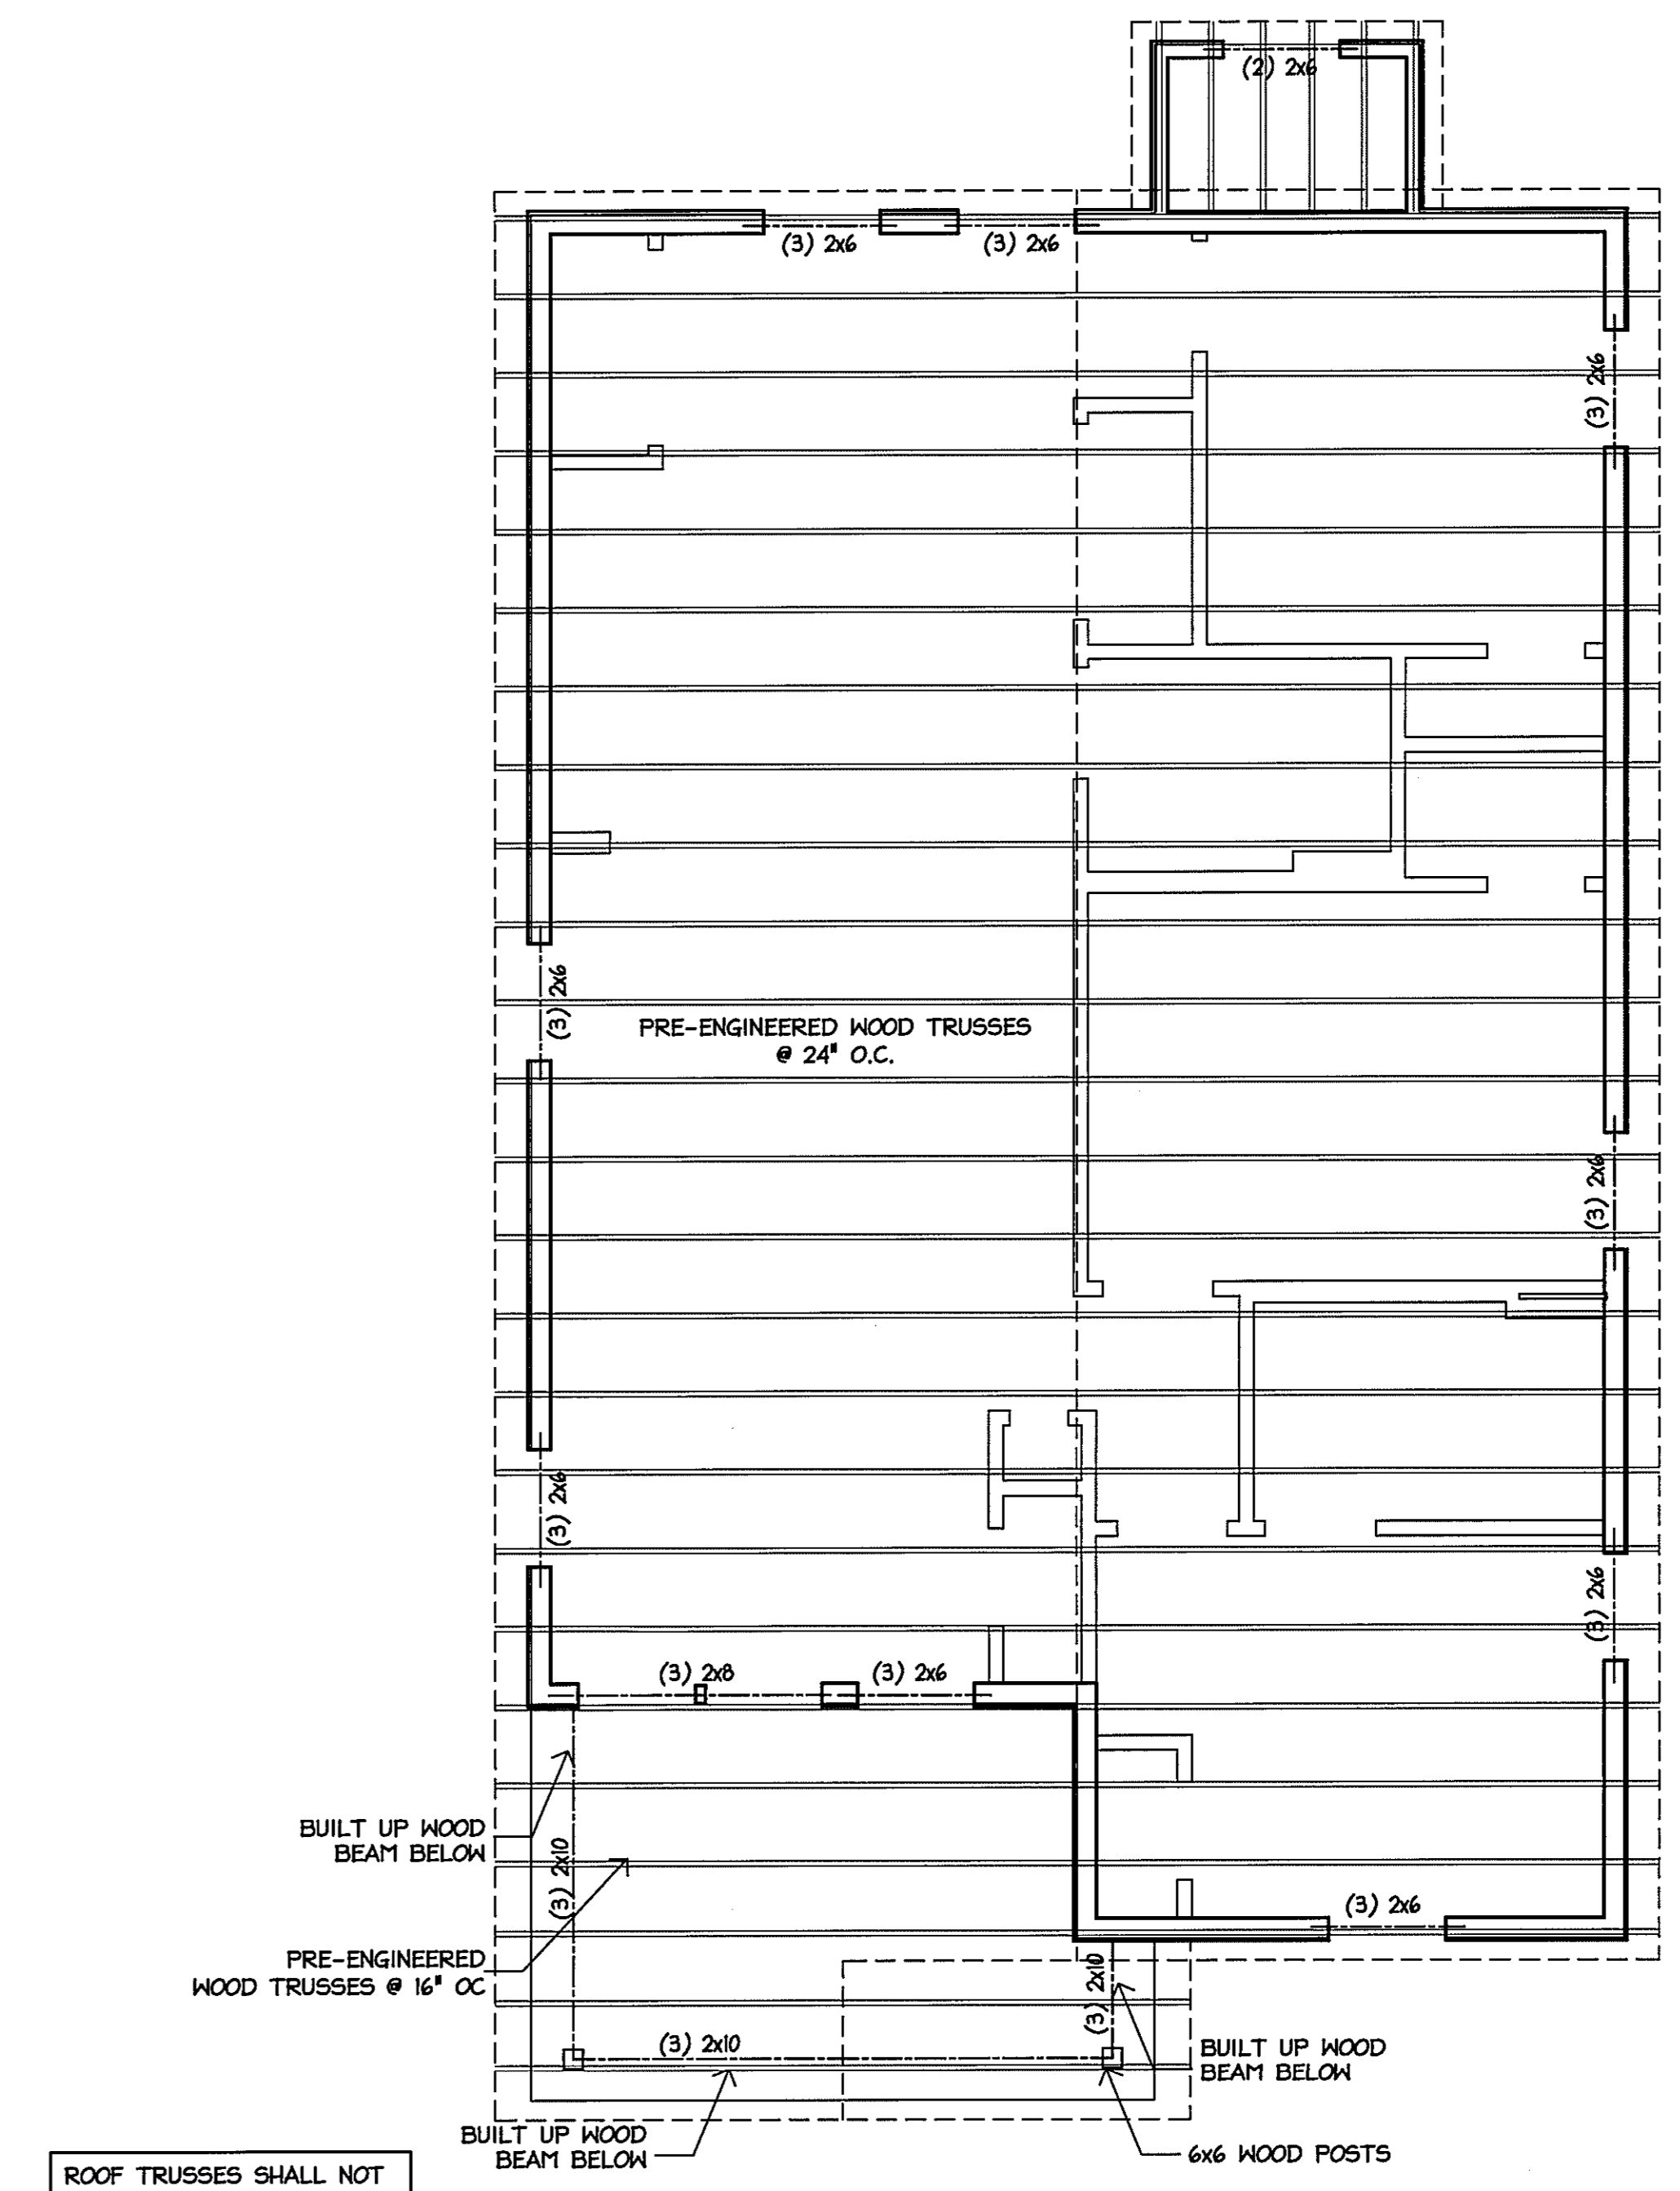 (2) 2x6
(3) 2x6
(3) 2x6
(3) 2x6
(3) 2x6
PRE-ENGINEERED WOOD TRUSSES
@ 24" O.C.
(3) 2x6
(3) 2x6
(3) 2x6
(3) 2x8
(3) 2x6
BUILT UP WOOD
BEAM BELOW
(3) 2x10
(3) 2x6
PRE-ENGINEERED
WOOD TRUSSES @ 16" OC
(3) 2x10
(3) 2x10
BUILT UP WOOD
BEAM BELOW
BUILT UP WOOD
BEAM BELOW
6x6 WOOD POSTS
ROOF TRUSSES SHALL NOT